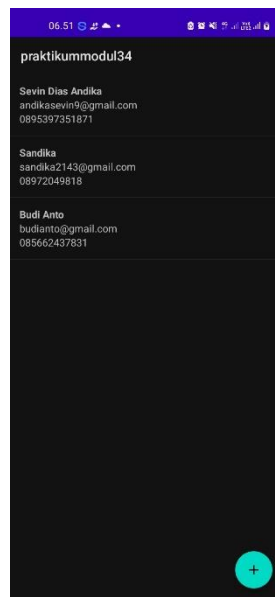 06.51
praktikummodul34
Sevin Dias Andika
andikasevin9@gmail.com
0895397351871
Sandika
sandika2143@gmail.com
08972049818
Budi Anto
budianto@gmail.com
085662437831
+